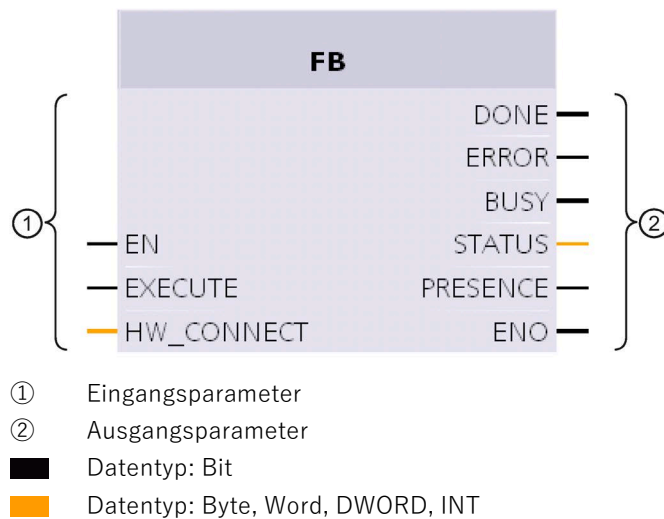 FB
DONE
ERROR
BUSY
EN STATUS
EXECUTE PRESENCE
HW_CONNECT ENO
① ②
① Eingangsparameter
② Ausgangsparameter
Datentyp: Bit
Datentyp: Byte, Word, DWORD, INT